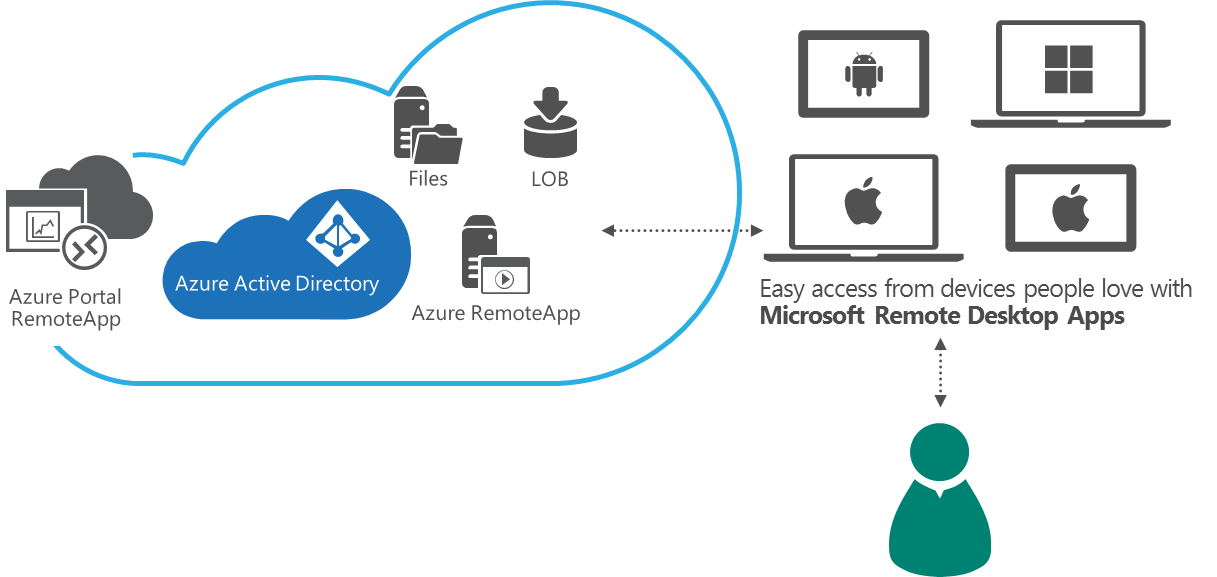 Files
LOB
Azure Active Directory
Azure Portal
RemoteApp
Azure RemoteApp
Easy access from devices people love with
Microsoft Remote Desktop Apps